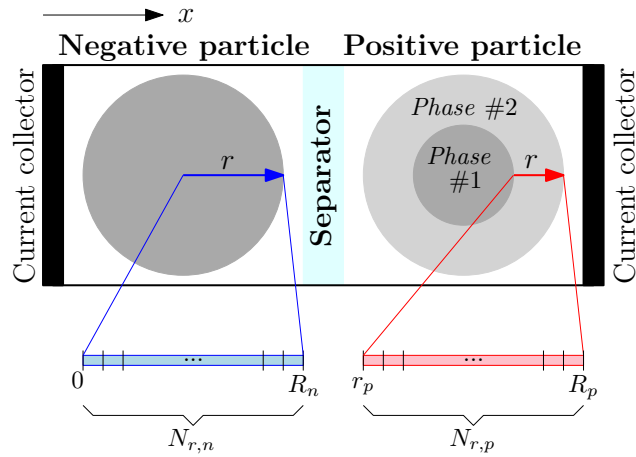 x
Negative particle
Positive particle
Current collector
r
Separator
Phase #2
Phase
#1
r
Current collector
0
...
R_n
r_p
...
R_p
N_{r,n}
N_{r,p}